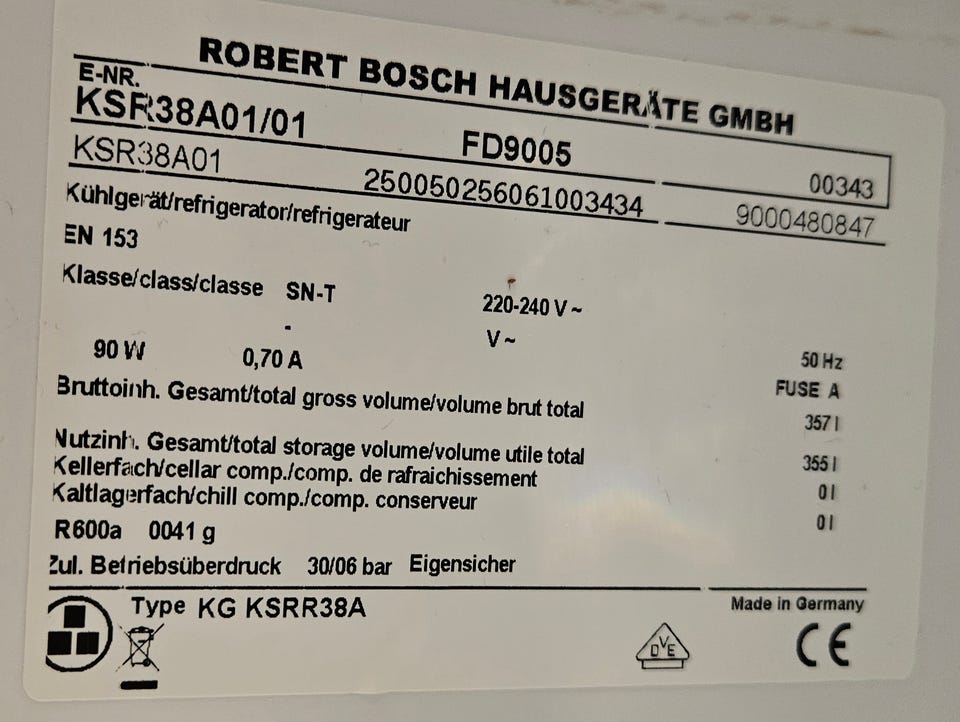 ROBERT BOSCH HAUSGERÄTE GMBH
E-NR.
KSR38A01/01 FD9005 00343
KSR38A01 250050256061003434 9000480847
Kühlgerät/refrigerator/refrigerateur
EN 153
Klasse/class/classe SN-T 220-240 V ~
- V ~
90 W 0,70 A 50 Hz
FUSE A
Bruttoinh. Gesamt/total gross volume/volume brut total 357 l
Nutzinh. Gesamt/total storage volume/volume utile total 355 l
Kellerfach/cellar comp./comp. de rafraichissement 0 l
Kaltlagerfach/chill comp./comp. conserveur 0 l
R600a 0041 g
Zul. Betriebsüberdruck 30/06 bar Eigensicher
Type KG KSRR38A Made in Germany
DVE CE